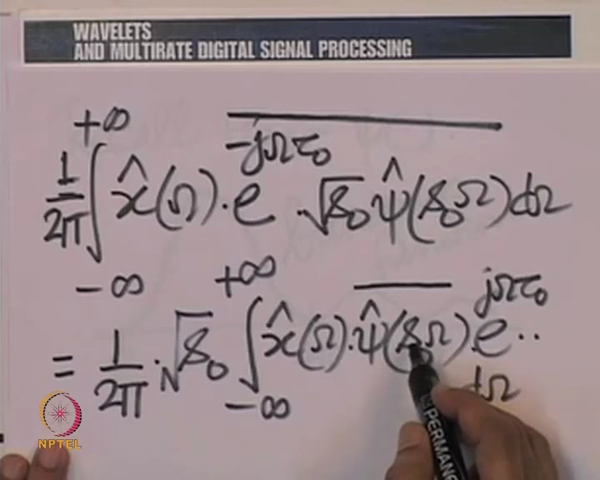 WAVELETS
AND MULTIRATE DIGITAL SIGNAL PROCESSING
+∞
-jΩτ₀
1/2π ∫ x̂(Ω)·e ·√s₀ ψ̂(s₀Ω)dΩ
-∞ +∞
jΩτ₀
= 1/2π ·√s₀ ∫ x̂(Ω)·ψ̂(s₀Ω)·e ··
-∞ dΩ
NPTEL
PERMAN